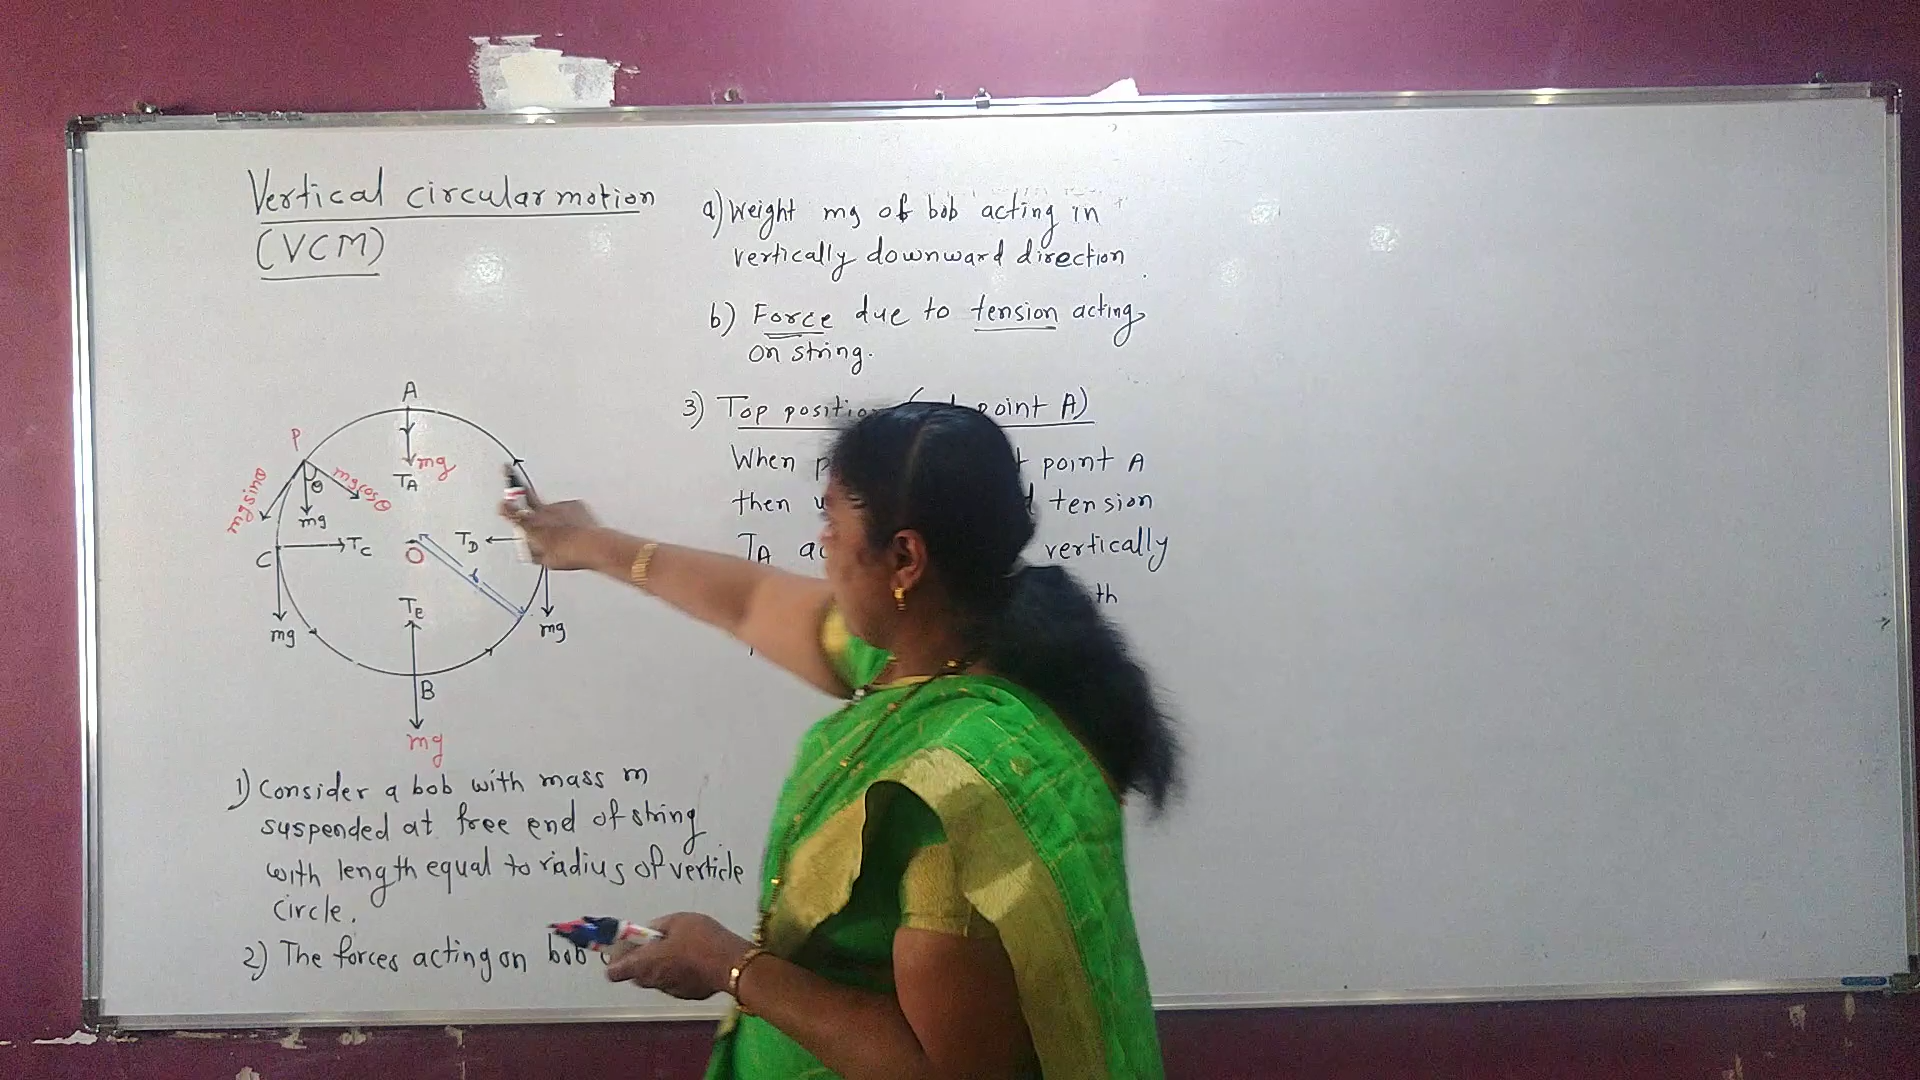 Vertical circular motion
(VCM)
A
P
mg
TA
mgsinθ
θ
mgcosθ
mg
C
TC
O
TD
r
TB
mg
mg
B
mg
1) Consider a bob with mass m
suspended at free end of string
with length equal to radius of verticle
circle.
2) The forces acting on bob
a) Weight mg of bob acting in
vertically downward direction
b) Force due to tension acting
on string.
3) Top position point A)
When point A
then tension
TA vertically